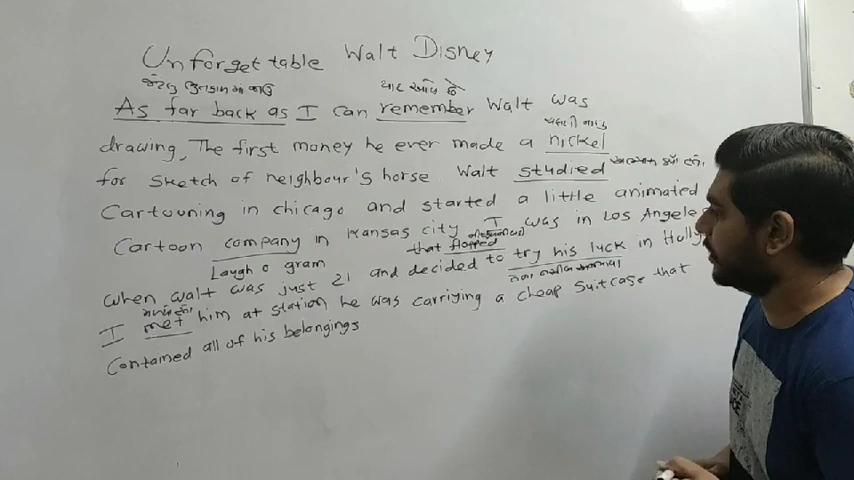 Unforgettable Walt Disney
યાદ આવે છે
As far back as I can remember Walt was
drawing, The first money he ever made a nickel
for sketch of neighbour's horse. Walt studied
Cartouning in chicago and started a little animated
Cartoon company in Kansas city that flopped I was in Los Angeles
Laugh o gram
when walt was just 21 and decided to try his luck in Holly
I met him at station he was carriying a cheap suitcase that
Contained all of his belongings